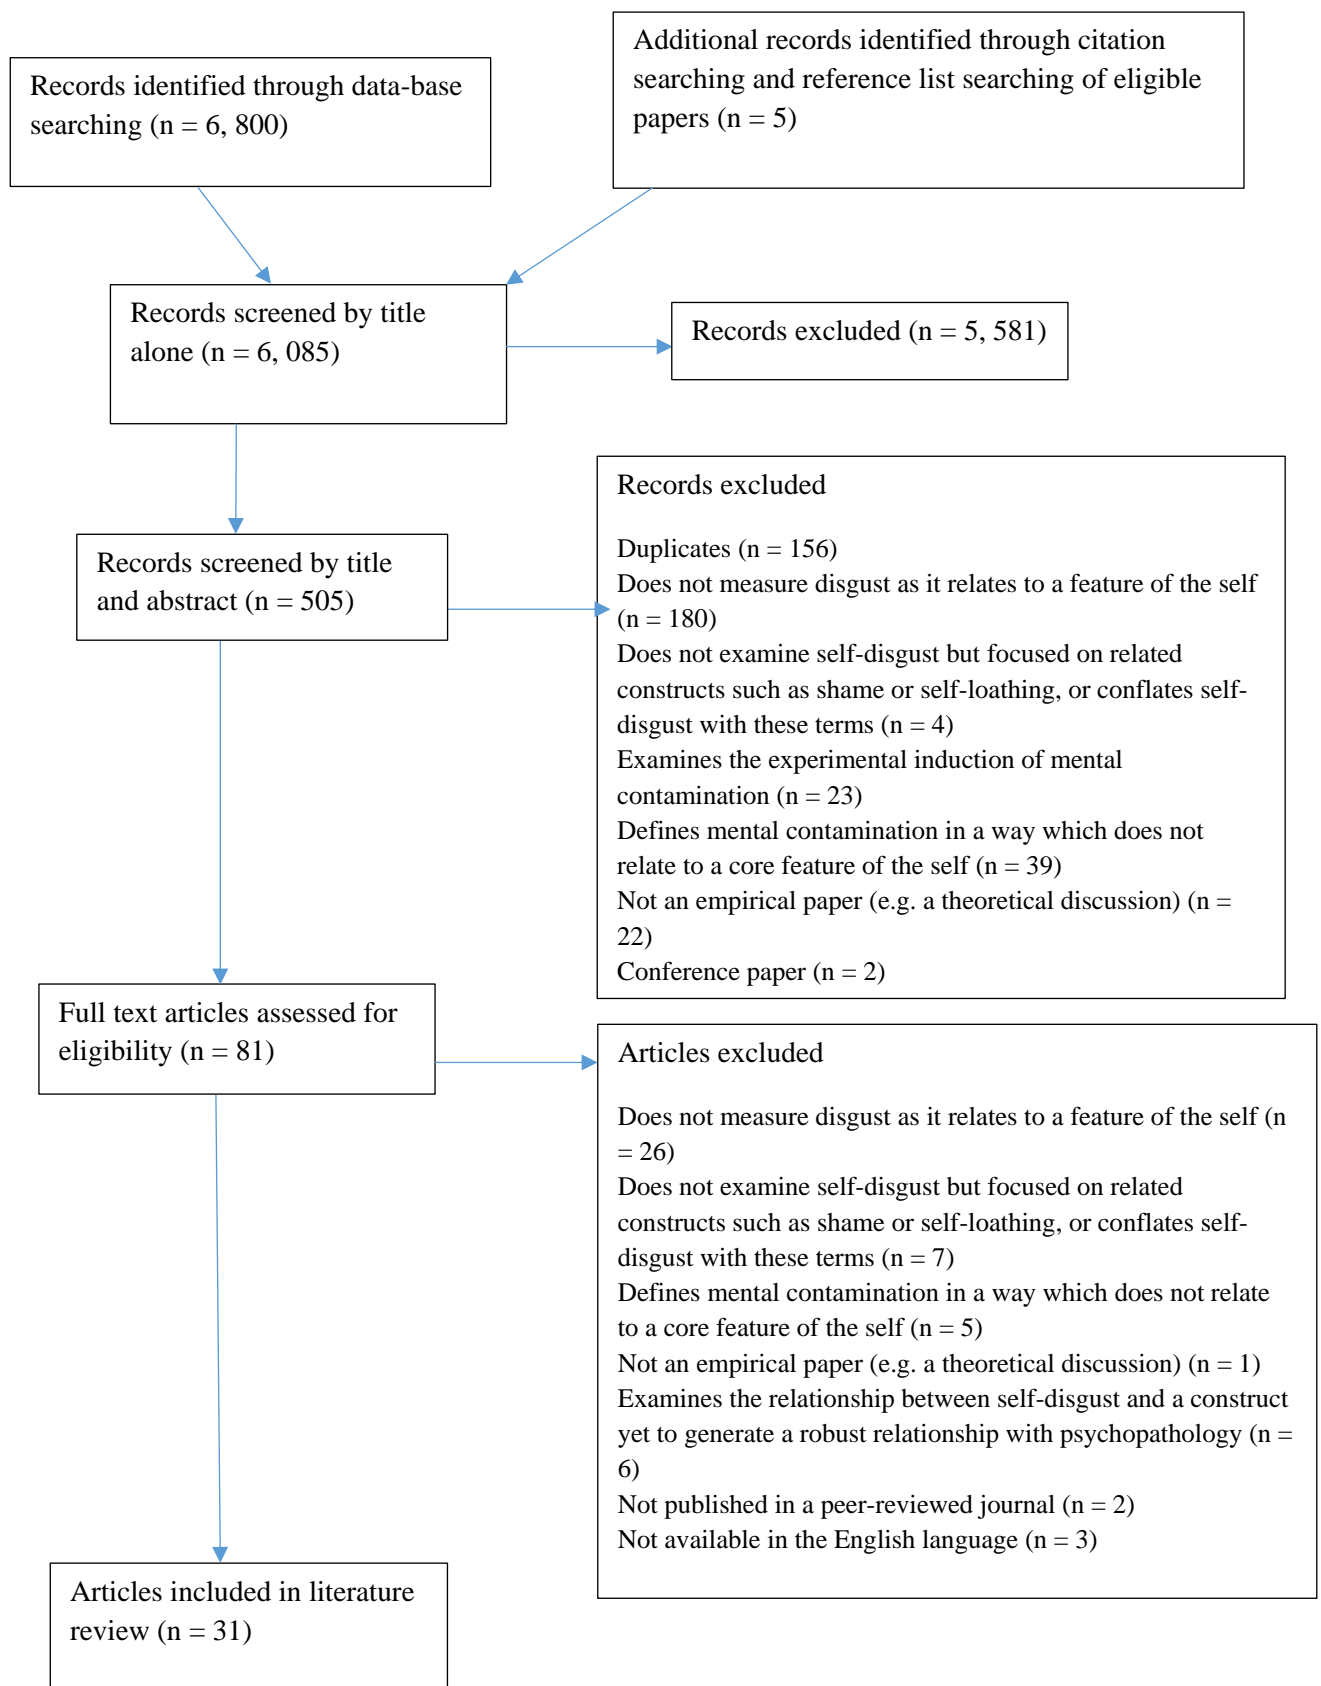 Records identified through data-base
searching (n = 6, 800)
Additional records identified through citation
searching and reference list searching of eligible
papers (n = 5)
Records screened by title
alone (n = 6, 085)
Records excluded (n = 5, 581)
Records screened by title
and abstract (n = 505)
Records excluded
Duplicates (n = 156)
Does not measure disgust as it relates to a feature of the self
(n = 180)
Does not examine self-disgust but focused on related
constructs such as shame or self-loathing, or conflates self-
disgust with these terms (n = 4)
Examines the experimental induction of mental
contamination (n = 23)
Defines mental contamination in a way which does not
relate to a core feature of the self (n = 39)
Not an empirical paper (e.g. a theoretical discussion) (n =
22)
Conference paper (n = 2)
Full text articles assessed for
eligibility (n = 81)
Articles excluded
Does not measure disgust as it relates to a feature of the self (n
= 26)
Does not examine self-disgust but focused on related
constructs such as shame or self-loathing, or conflates self-
disgust with these terms (n = 7)
Defines mental contamination in a way which does not relate
to a core feature of the self (n = 5)
Not an empirical paper (e.g. a theoretical discussion) (n = 1)
Examines the relationship between self-disgust and a construct
yet to generate a robust relationship with psychopathology (n =
6)
Not published in a peer-reviewed journal (n = 2)
Not available in the English language (n = 3)
Articles included in literature
review (n = 31)